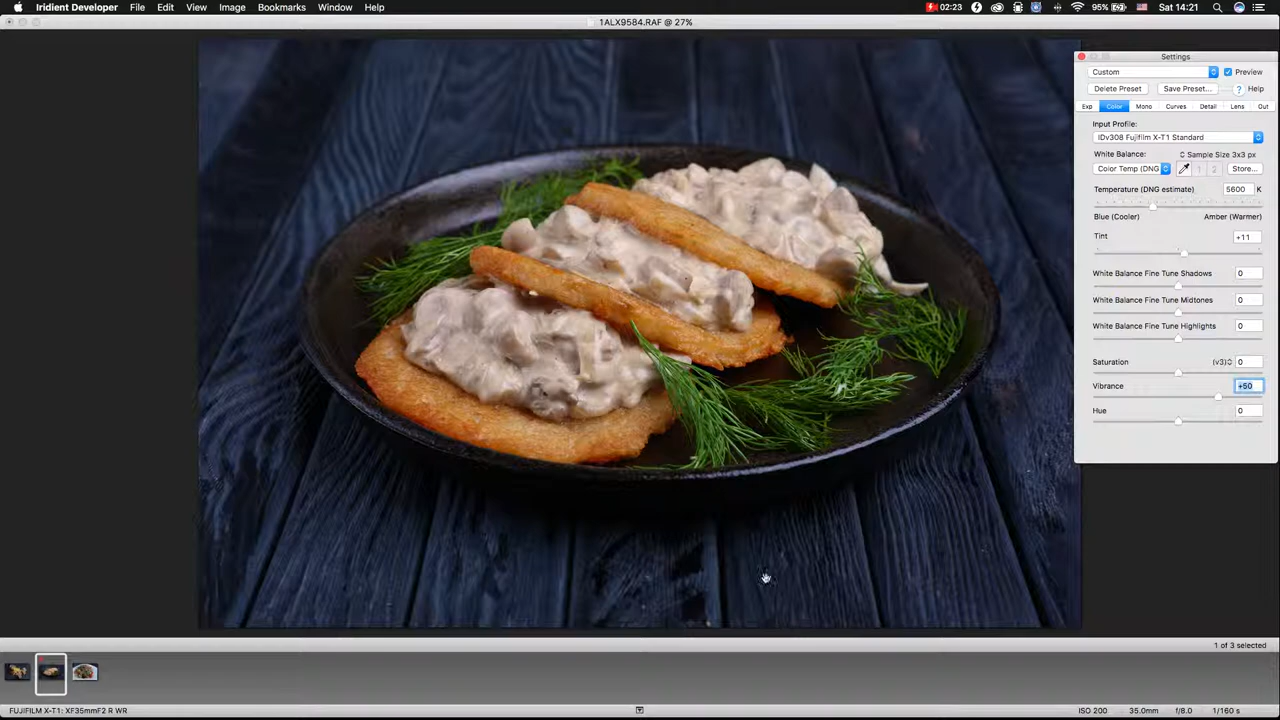 Iridient Developer File Edit View Image Bookmarks Window Help 02:23 95% Sat 14:21
1ALX9584.RAF @ 27%
Settings
Custom Preview
Delete Preset Save Preset... ? Help
Exp Color Mono Curves Detail Lens Out
Input Profile:
IDv308 Fujifilm X-T1 Standard
White Balance: Sample Size 3x3 px
Color Temp (DNG 1 2 Store...
Temperature (DNG estimate) 5600 K
Blue (Cooler) Amber (Warmer)
Tint +11
White Balance Fine Tune Shadows 0
White Balance Fine Tune Midtones 0
White Balance Fine Tune Highlights 0
Saturation (v3) 0
Vibrance +50
Hue 0
1 of 3 selected
FUJIFILM X-T1: XF35mmF2 R WR ISO 200 35.0mm f/8.0 1/160 s